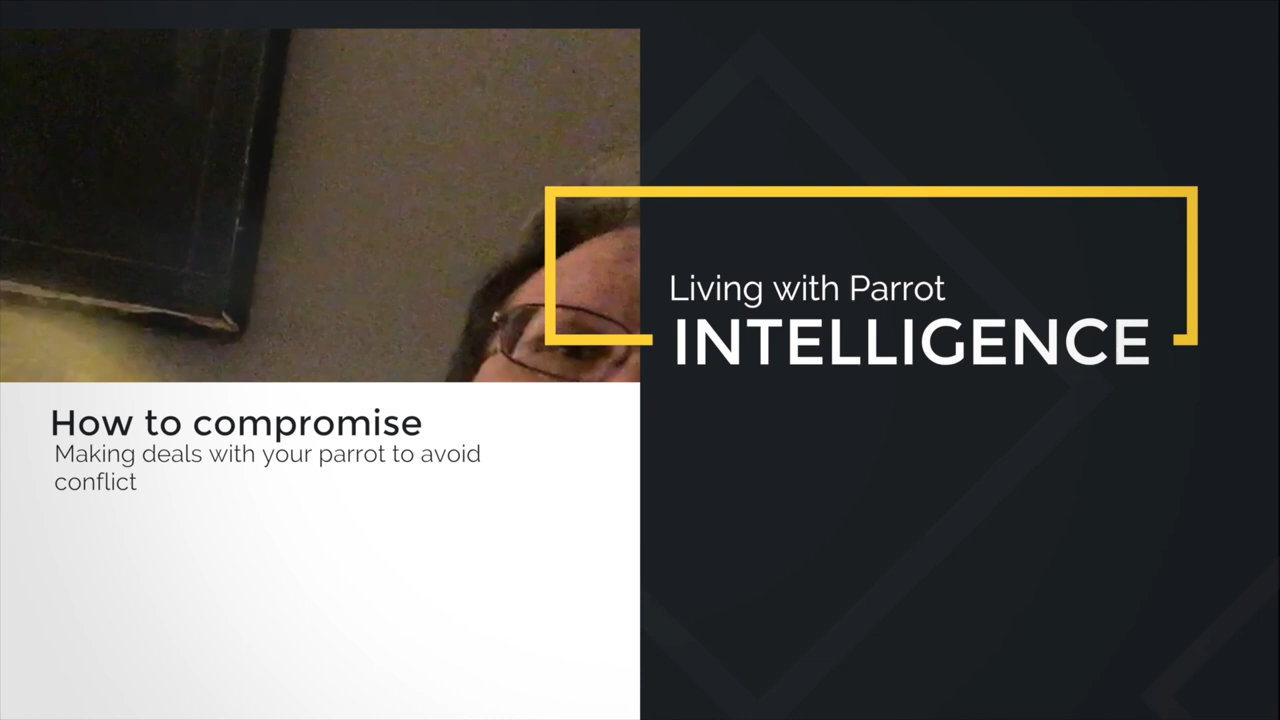 Living with Parrot
INTELLIGENCE
How to compromise
Making deals with your parrot to avoid
conflict